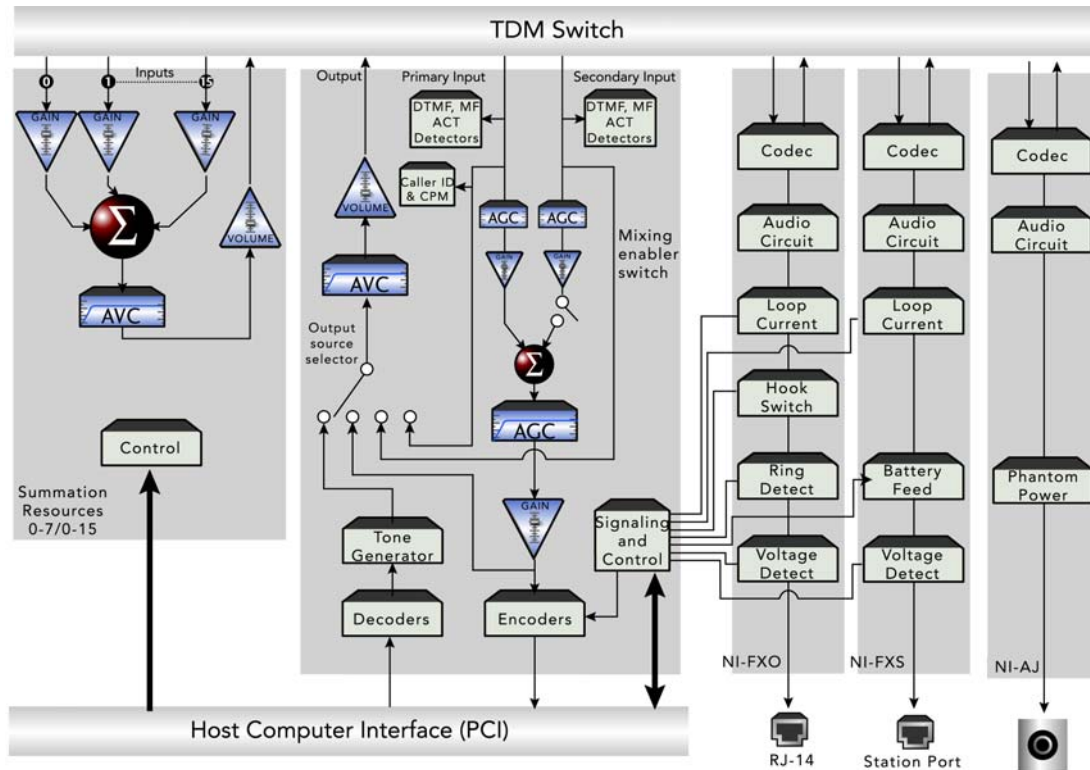 TDM Switch
0
1
15
Inputs
GAIN
GAIN
GAIN
Σ
VOLUME
AVC
Control
Summation
Resources
0-7/0-15
Output
Primary Input
Secondary Input
DTMF, MF
ACT
Detectors
DTMF, MF
ACT
Detectors
Caller ID
& CPM
VOLUME
AGC
AGC
GAIN
GAIN
Mixing
enabler
switch
AVC
Output
source
selector
Σ
AGC
GAIN
Tone
Generator
Signaling
and
Control
Decoders
Encoders
Codec
Audio
Circuit
Loop
Current
Hook
Switch
Ring
Detect
Voltage
Detect
NI-FXO
RJ-14
Codec
Audio
Circuit
Loop
Current
Battery
Feed
Voltage
Detect
NI-FXS
Station Port
Codec
Audio
Circuit
Phantom
Power
NI-AJ
Host Computer Interface (PCI)